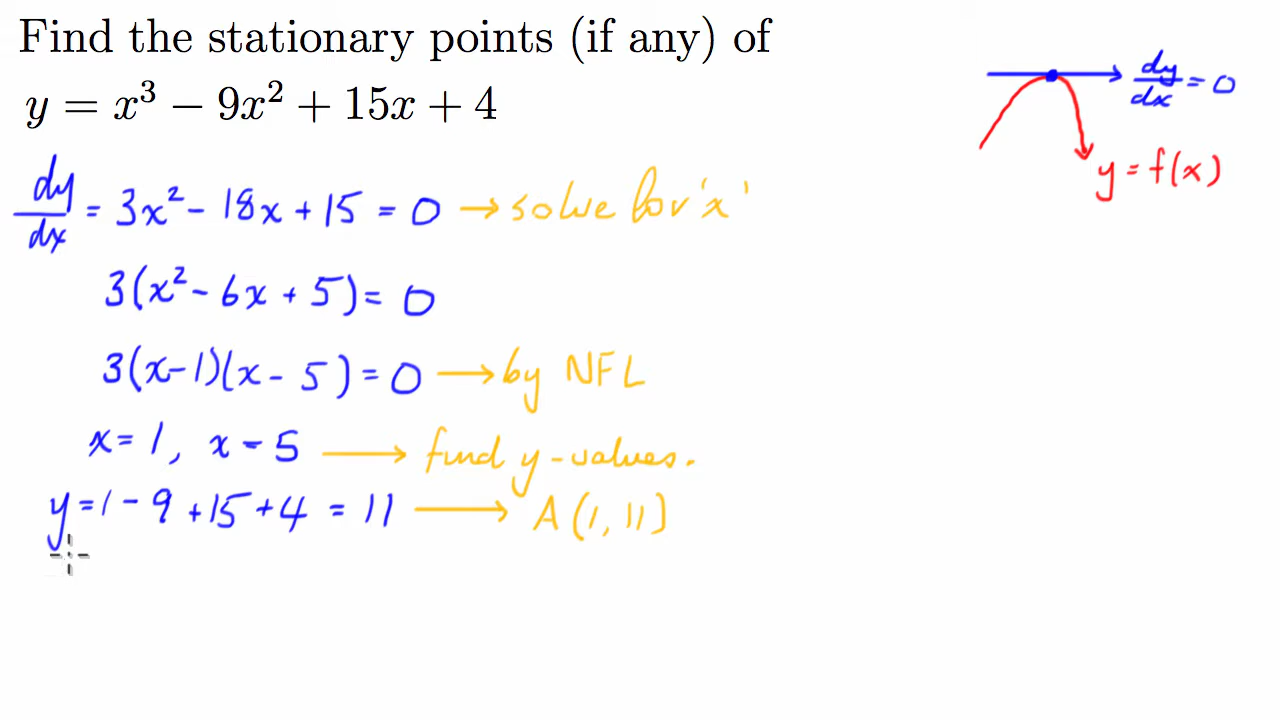 Find the stationary points (if any) of
y = x³ − 9x² + 15x + 4
dy/dx = 0
y = f(x)
dy/dx = 3x² - 18x + 15 = 0 → solve for 'x'
3(x² - 6x + 5) = 0
3(x-1)(x - 5) = 0 → by NFL
x = 1, x - 5 → find y-values.
y = 1 - 9 + 15 + 4 = 11 → A(1, 11)